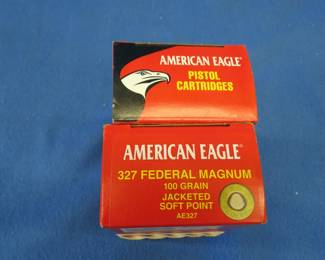 AMERICAN EAGLE®
PISTOL
CARTRIDGES
AMERICAN EAGLE®
327 FEDERAL MAGNUM
100 GRAIN
JACKETED
SOFT POINT
AE327